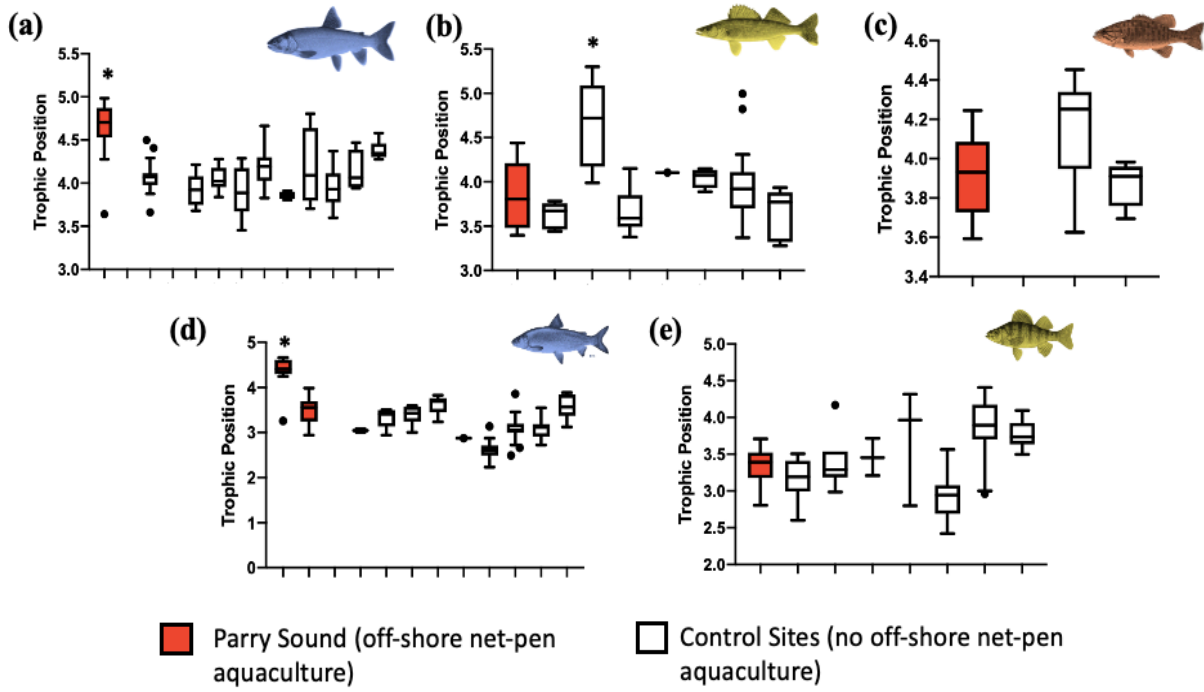 (a)
5.5
5.0
4.5
4.0
3.5
3.0
Trophic Position
*
(b)
5.5
5.0
4.5
4.0
3.5
3.0
Trophic Position
*
(c)
4.6
4.4
4.2
4.0
3.8
3.6
3.4
Trophic Position
(d)
5
4
3
2
1
0
Trophic Position
*
(e)
5.0
4.5
4.0
3.5
3.0
2.5
2.0
Trophic Position
Parry Sound (off-shore net-pen
aquaculture)
Control Sites (no off-shore net-pen
aquaculture)